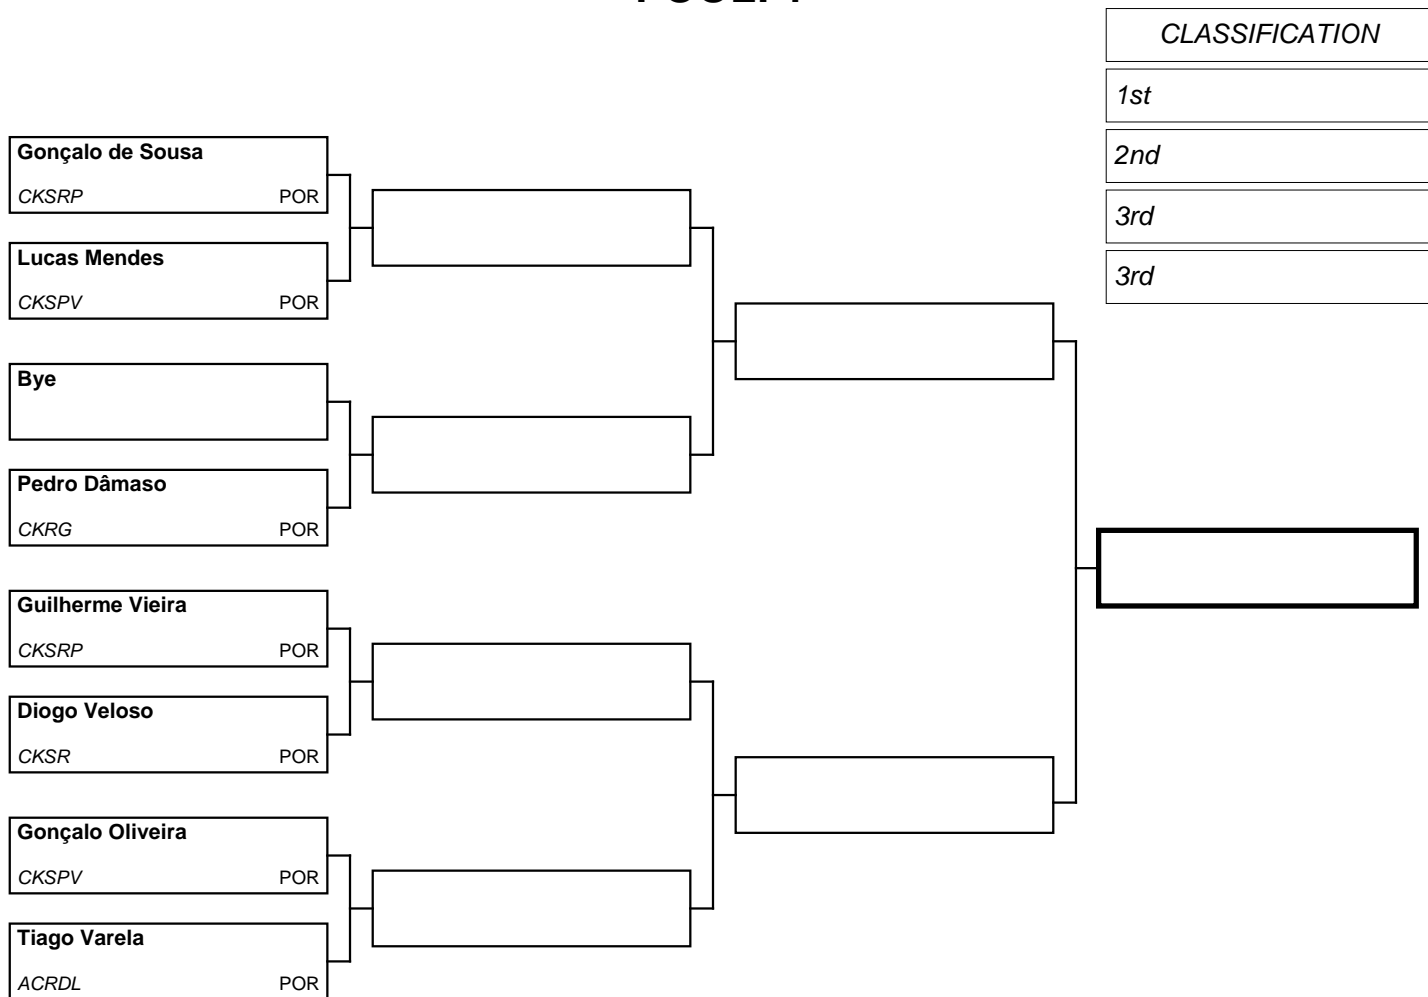 CLASSIFICATION
1st
2nd
3rd
3rd
Gonçalo de Sousa
CKSRP POR
Lucas Mendes
CKSPV POR
Bye
Pedro Dâmaso
CKRG POR
Guilherme Vieira
CKSRP POR
Diogo Veloso
CKSR POR
Gonçalo Oliveira
CKSPV POR
Tiago Varela
ACRDL POR